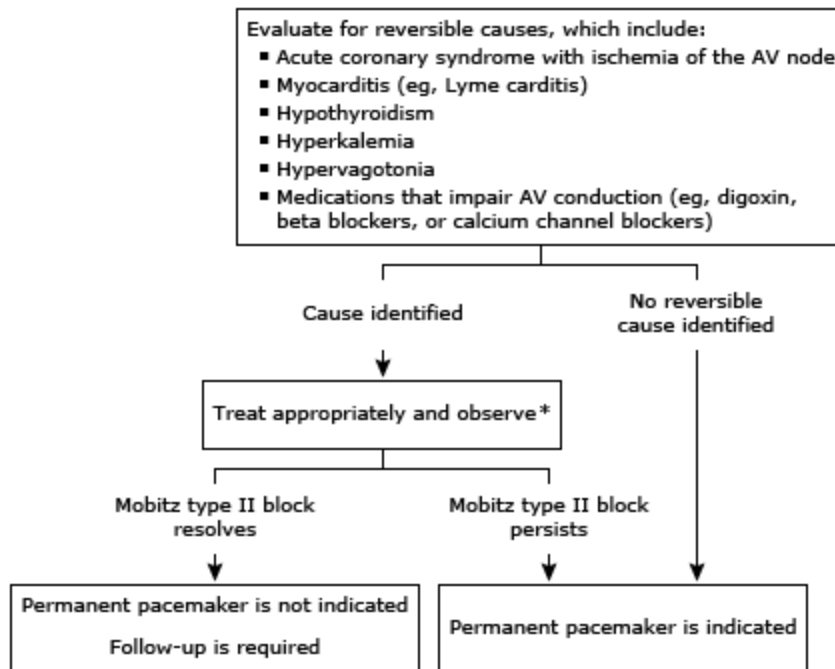 Evaluate for reversible causes, which include:
▪ Acute coronary syndrome with ischemia of the AV node
▪ Myocarditis (eg, Lyme carditis)
▪ Hypothyroidism
▪ Hyperkalemia
▪ Hypervagotonia
▪ Medications that impair AV conduction (eg, digoxin,
beta blockers, or calcium channel blockers)
Cause identified
No reversible
cause identified
Treat appropriately and observe*
Mobitz type II block
resolves
Mobitz type II block
persists
Permanent pacemaker is not indicated
Follow-up is required
Permanent pacemaker is indicated